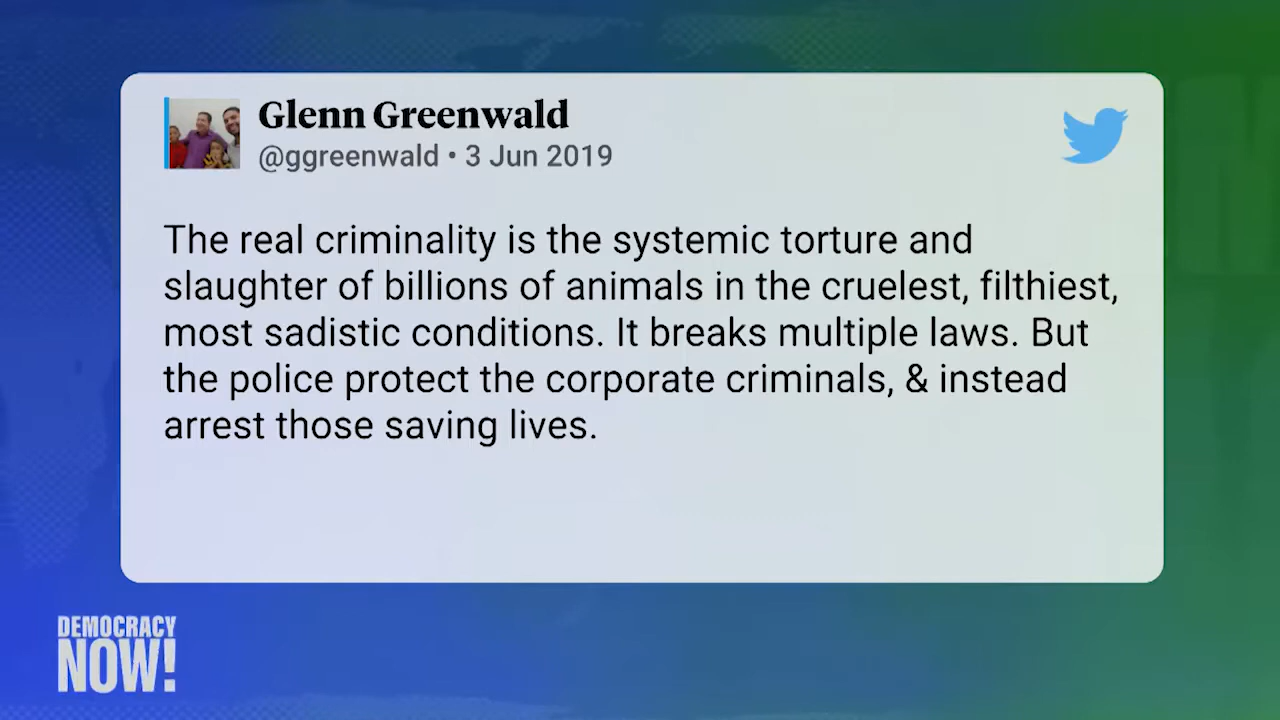 Glenn Greenwald
@ggreenwald • 3 Jun 2019
The real criminality is the systemic torture and
slaughter of billions of animals in the cruelest, filthiest,
most sadistic conditions. It breaks multiple laws. But
the police protect the corporate criminals, & instead
arrest those saving lives.
DEMOCRACY
NOW!